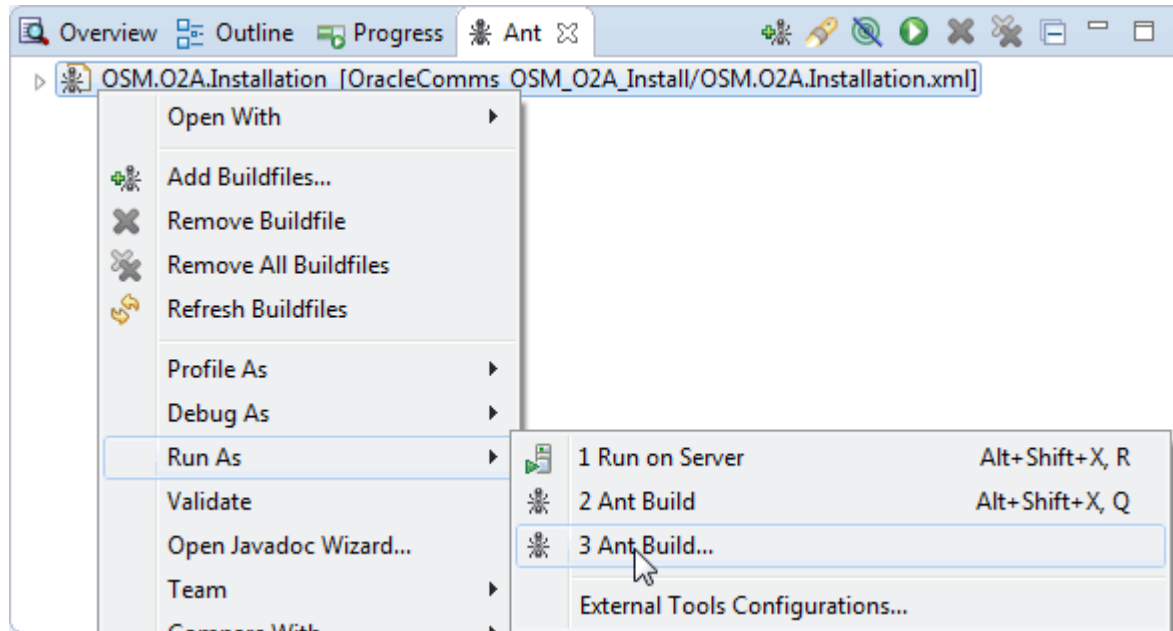 Overview Outline Progress Ant
OSM.O2A.Installation [OracleComms_OSM_O2A_Install/OSM.O2A.Installation.xml]
Open With
Add Buildfiles...
Remove Buildfile
Remove All Buildfiles
Refresh Buildfiles
Profile As
Debug As
Run As
1 Run on Server Alt+Shift+X, R
Validate
2 Ant Build Alt+Shift+X, Q
Open Javadoc Wizard...
3 Ant Build...
Team
External Tools Configurations...
Compare With